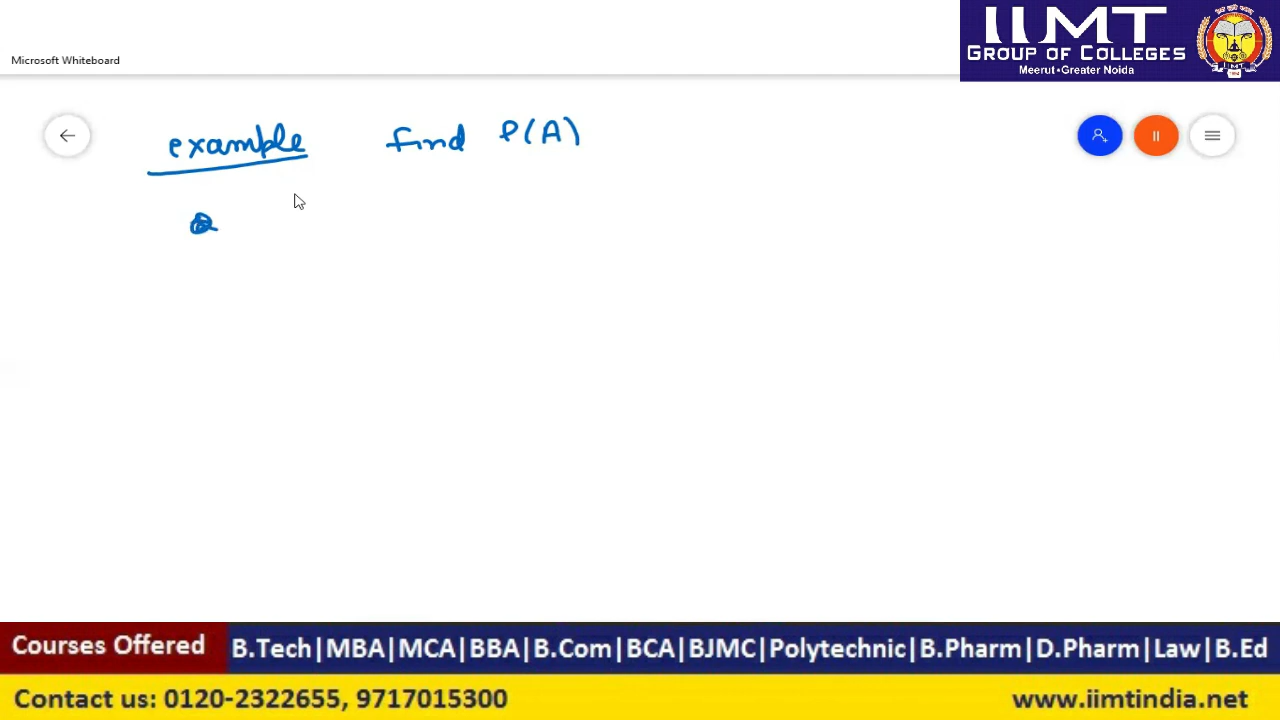 IIMT
GROUP OF COLLEGES
Meerut•Greater Noida
Microsoft Whiteboard
example find P(A)
Courses Offered B.Tech|MBA|MCA|BBA|B.Com|BCA|BJMC|Polytechnic|B.Pharm|D.Pharm|Law|B.Ed
Contact us: 0120-2322655, 9717015300 www.iimtindia.net